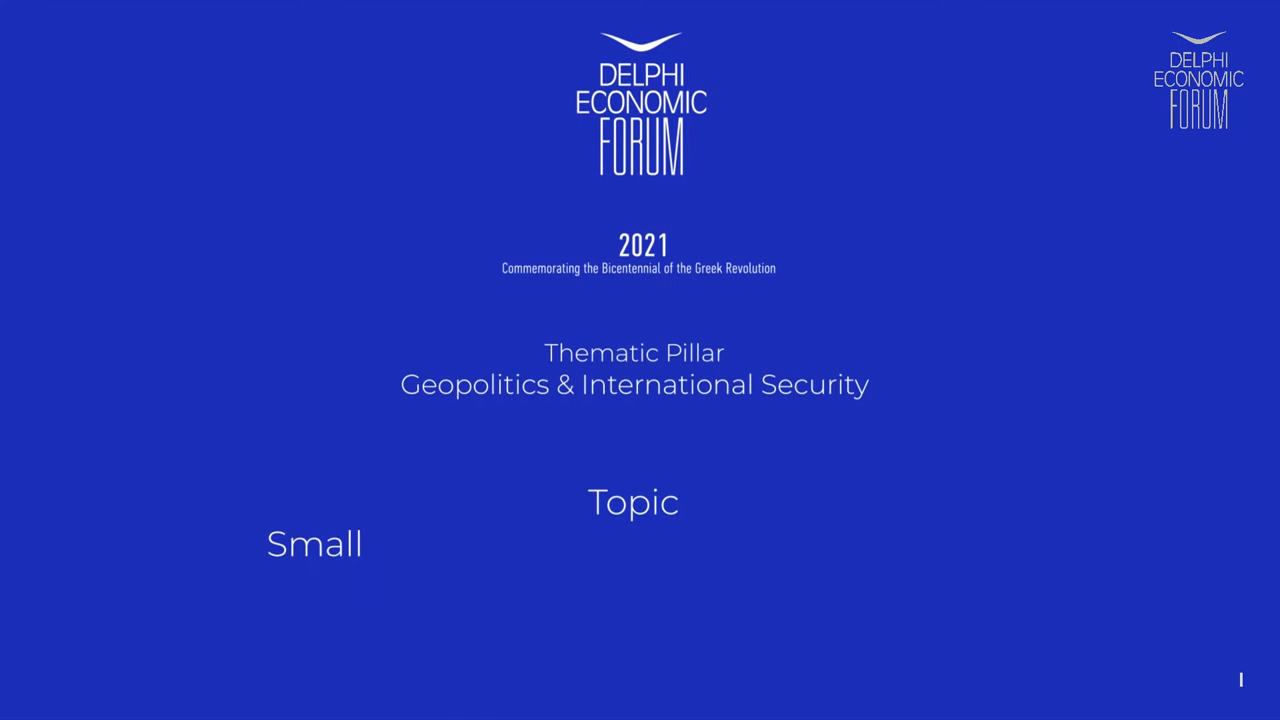 DELPHI
ECONOMIC
FORUM
DELPHI
ECONOMIC
FORUM
2021
Commemorating the Bicentennial of the Greek Revolution
Thematic Pillar
Geopolitics & International Security
Topic
Small